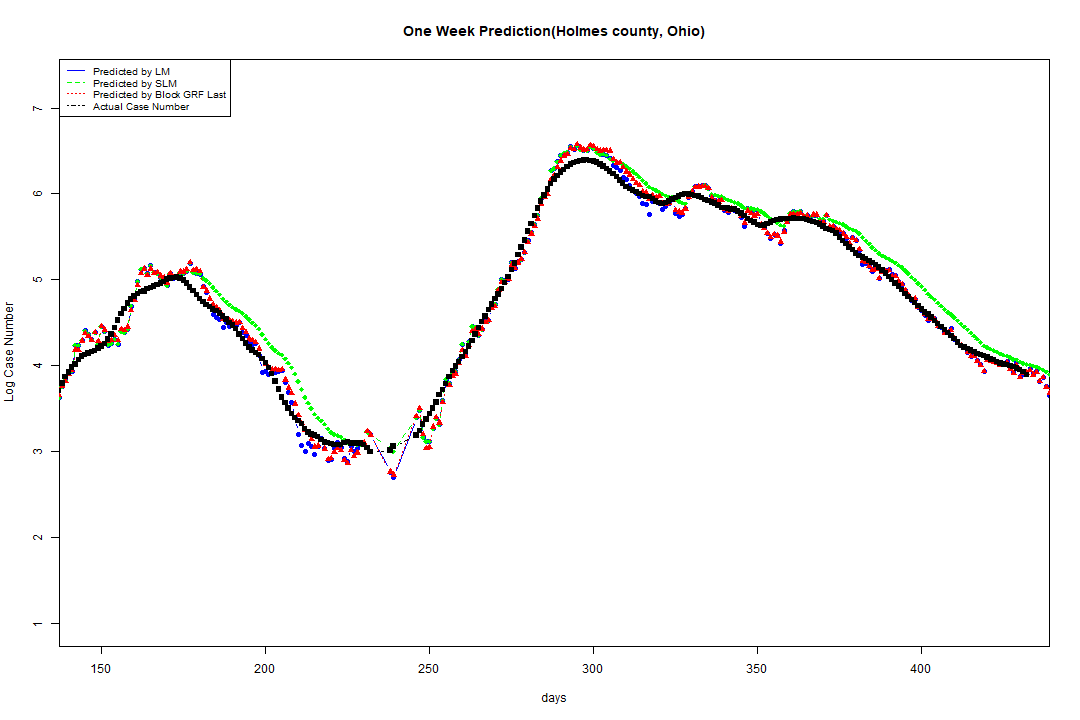 One Week Prediction(Holmes county, Ohio)
Predicted by LM
Predicted by SLM
Predicted by Block GRF Last
Actual Case Number
7
6
5
4
3
2
1
Log Case Number
150 200 250 300 350 400
days